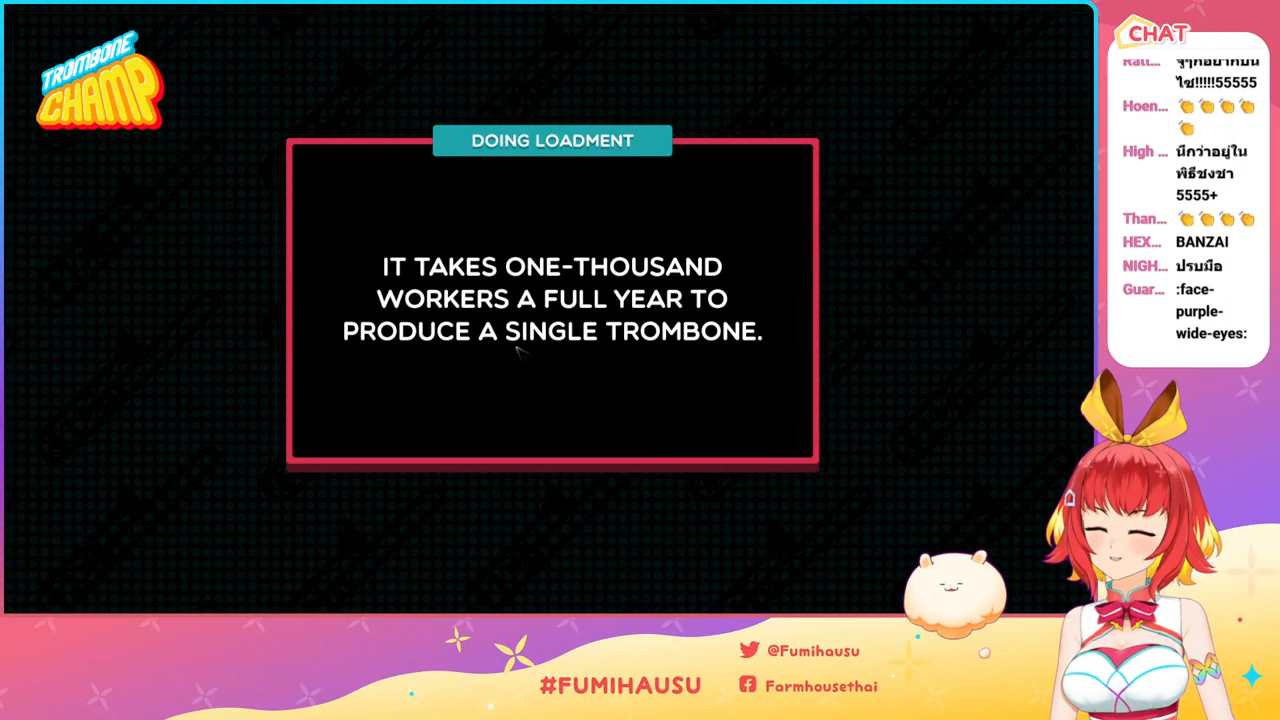 TROMBONE
CHAMP
DOING LOADMENT
IT TAKES ONE-THOUSAND
WORKERS A FULL YEAR TO
PRODUCE A SINGLE TROMBONE.
CHAT
ไซ!!!!!55555
Hoen... 👏 👏 👏 👏
👏
High ... นึกว่าอยู่ใน
พิธีชงชา
5555+
Than... 👏 👏 👏 👏
HEX... BANZAI
NIGH... ปรบมือ
Guar... :face-
purple-
wide-eyes:
@Fumihausu
#FUMIHAUSU
Farmhousethai